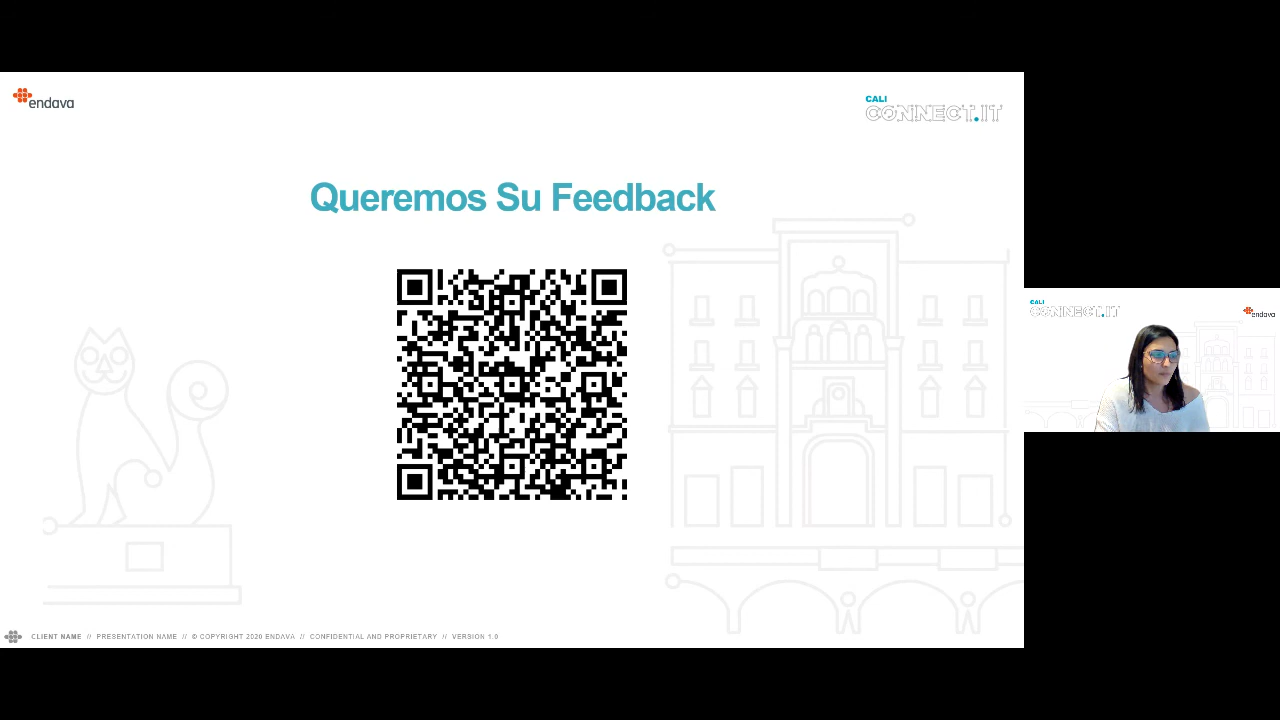 endava
CALI
CONNECT.IT
Queremos Su Feedback
CALI
CONNECT.IT
endava
CLIENT NAME // PRESENTATION NAME // © COPYRIGHT 2020 ENDAVA // CONFIDENTIAL AND PROPRIETARY // VERSION 1.0